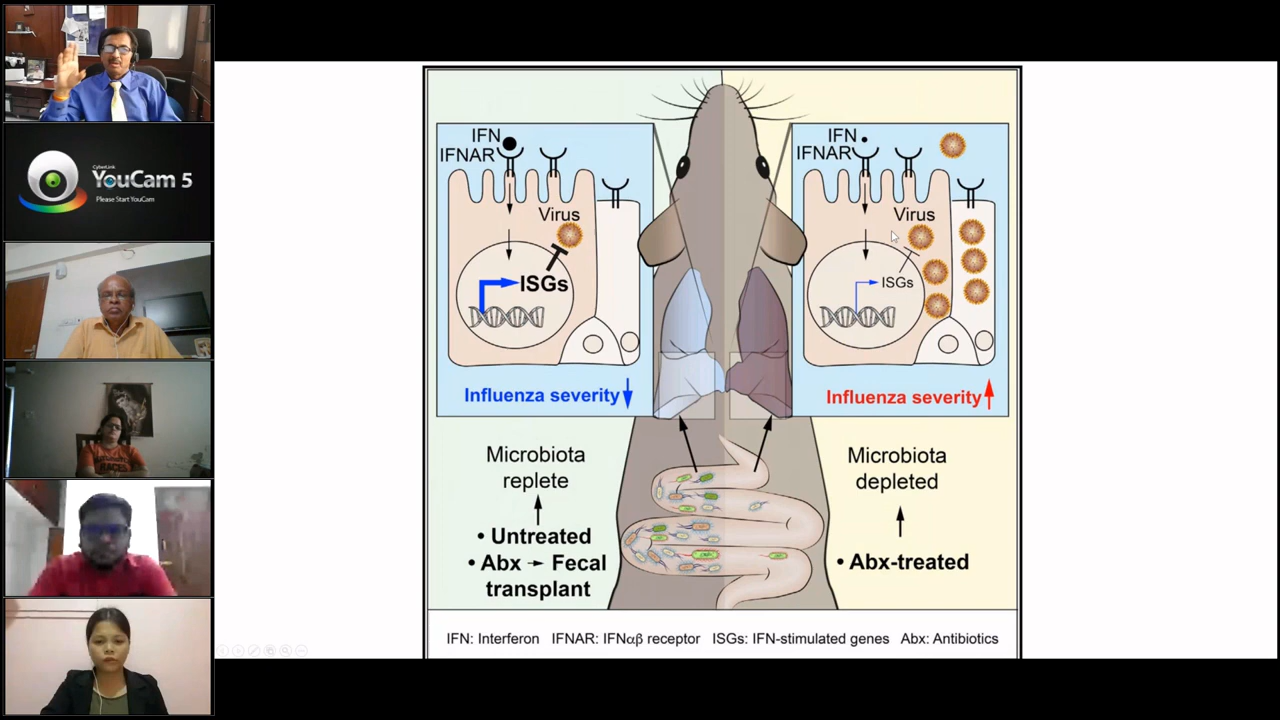 CyberLink
YouCam 5
Please Start YouCam
IFN
IFNAR
Virus
ISGs
Influenza severity
Microbiota
replete
• Untreated
• Abx → Fecal
transplant
IFN
IFNAR
Virus
ISGs
Influenza severity
Microbiota
depleted
• Abx-treated
IFN: Interferon IFNAR: IFNαβ receptor ISGs: IFN-stimulated genes Abx: Antibiotics